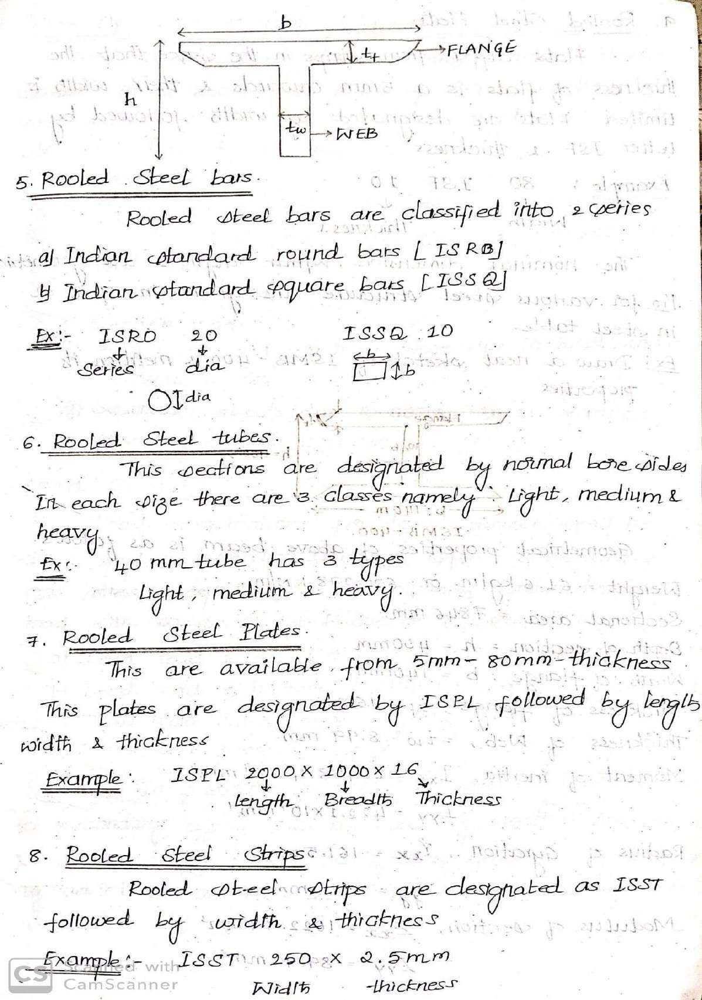 b
tf
FLANGE
h
tw
WEB
5. Rooled Steel bars.
Rooled steel bars are classified into 2 series
a) Indian standard round bars [ISRB]
b) Indian standard square bars [ISSQ]
Ex:- ISRO 20 ISSQ 10
Series dia b
b
dia
6. Rooled Steel tubes.
This sections are designated by normal bore sides
In each size there are 3 classes namely Light, medium &
heavy
Ex:- 40 mm tube has 3 types
Light, medium & heavy.
7. Rooled Steel Plates.
This are available from 5mm - 80mm thickness
This plates are designated by ISPL followed by length
width & thickness
Example: ISPL 2000 x 1000 x 16
Length Breadth Thickness
8. Rooled Steel Strips
Rooled steel strips are designated as ISST
followed by width & thickness
Example:- ISST 250 x 2.5mm
Width thickness
CS Scanned with
CamScanner